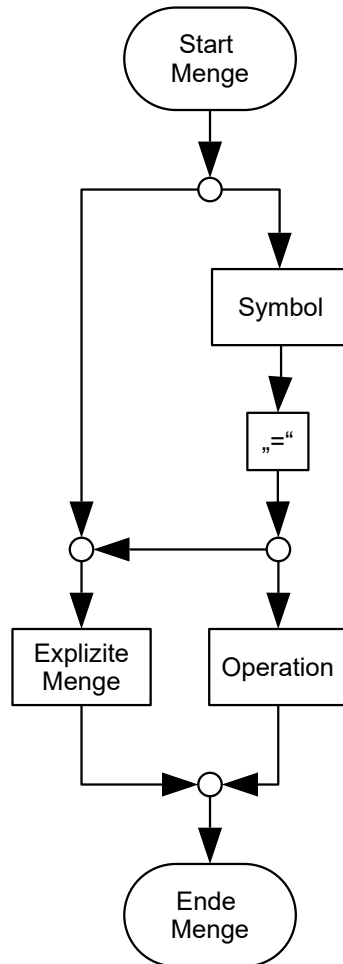 Start
Menge
Symbol
„=“
Explizite
Menge
Operation
Ende
Menge